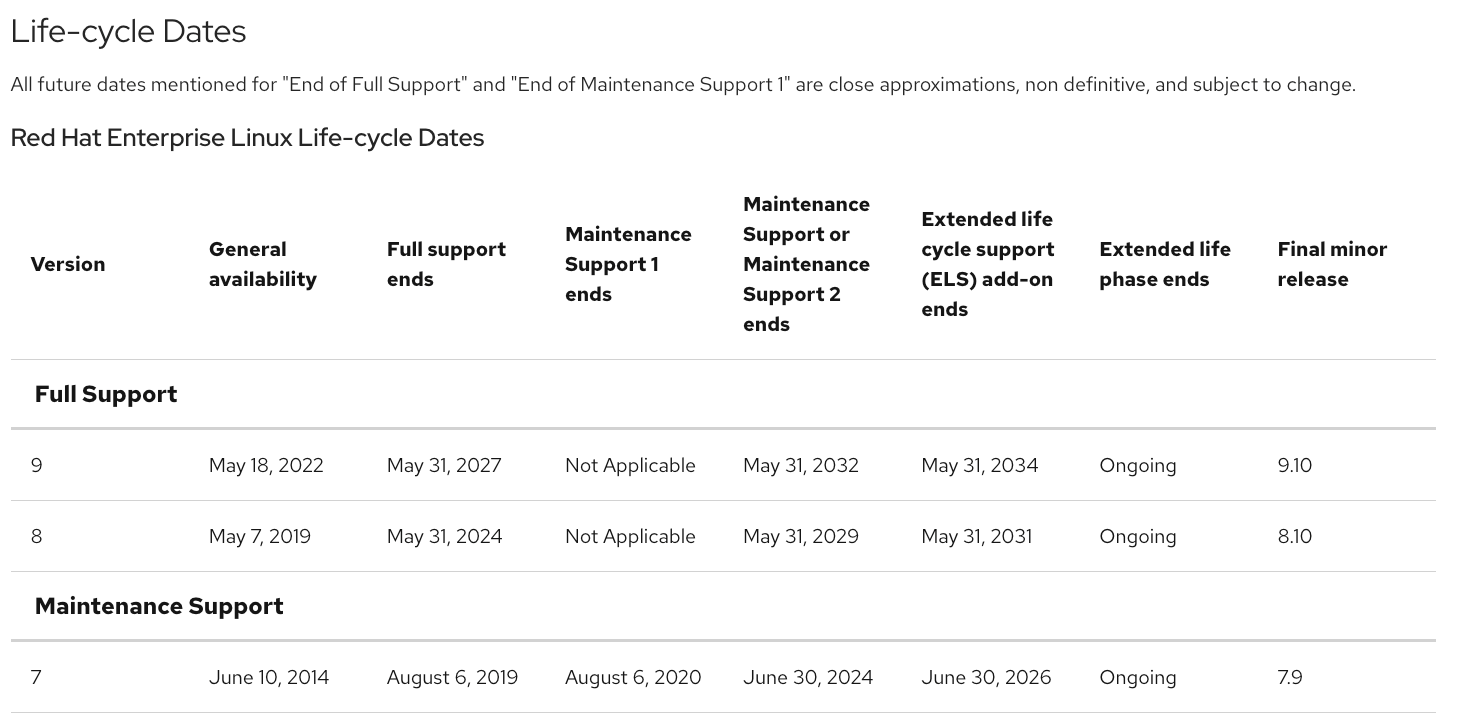 Life-cycle Dates
All future dates mentioned for "End of Full Support" and "End of Maintenance Support 1" are close approximations, non definitive, and subject to change.
Red Hat Enterprise Linux Life-cycle Dates
Version
General
availability
Full support
ends
Maintenance
Support 1
ends
Maintenance
Support or
Maintenance
Support 2
ends
Extended life
cycle support
(ELS) add-on
ends
Extended life
phase ends
Final minor
release
Full Support
9 May 18, 2022 May 31, 2027 Not Applicable May 31, 2032 May 31, 2034 Ongoing 9.10
8 May 7, 2019 May 31, 2024 Not Applicable May 31, 2029 May 31, 2031 Ongoing 8.10
Maintenance Support
7 June 10, 2014 August 6, 2019 August 6, 2020 June 30, 2024 June 30, 2026 Ongoing 7.9